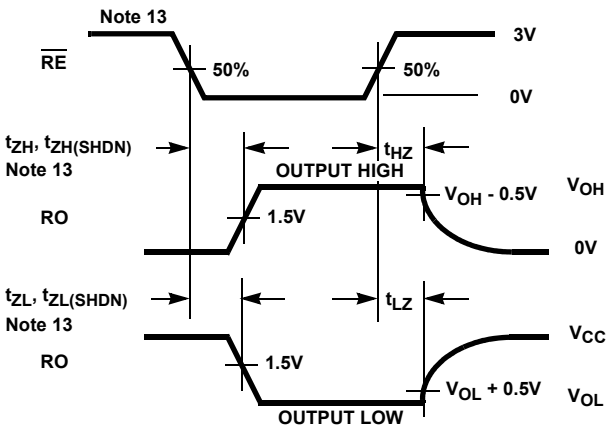 Note 13
3V
RE
50%
50%
0V
tZH, tZH(SHDN)
Note 13
tHZ
OUTPUT HIGH
VOH - 0.5V
VOH
RO
1.5V
0V
tZL, tZL(SHDN)
Note 13
tLZ
VCC
RO
1.5V
VOL + 0.5V
VOL
OUTPUT LOW